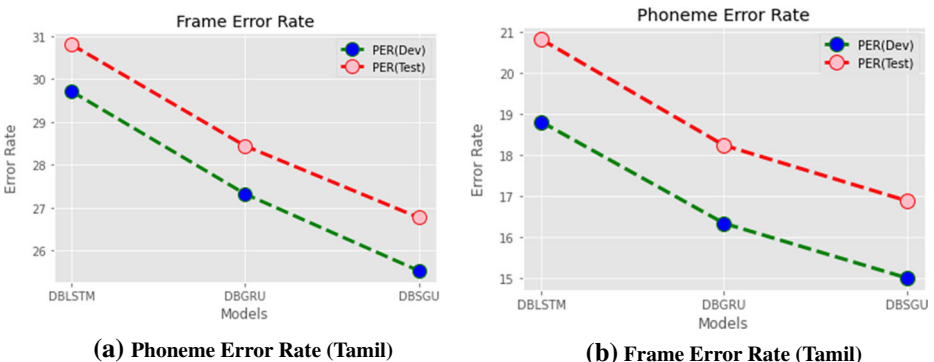 Frame Error Rate
31
30
29
28
27
26
Error Rate
PER(Dev)
PER(Test)
DBLSTM DBGRU DBSGU
Models
(a) Phoneme Error Rate (Tamil)
Phoneme Error Rate
21
20
19
18
17
16
15
Error Rate
PER(Dev)
PER(Test)
DBLSTM DBGRU DBSGU
Models
(b) Frame Error Rate (Tamil)